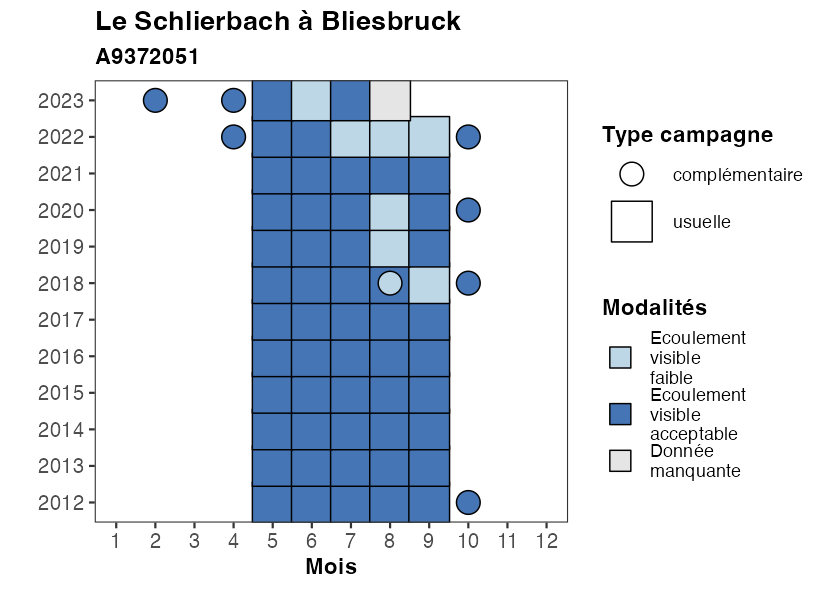 Le Schlierbach à Bliesbruck
A9372051
2023
2022
2021
2020
2019
2018
2017
2016
2015
2014
2013
2012
1 2 3 4 5 6 7 8 9 10 11 12
Mois
Type campagne
complémentaire
usuelle
Modalités
Ecoulement
visible
faible
Ecoulement
visible
acceptable
Donnée
manquante